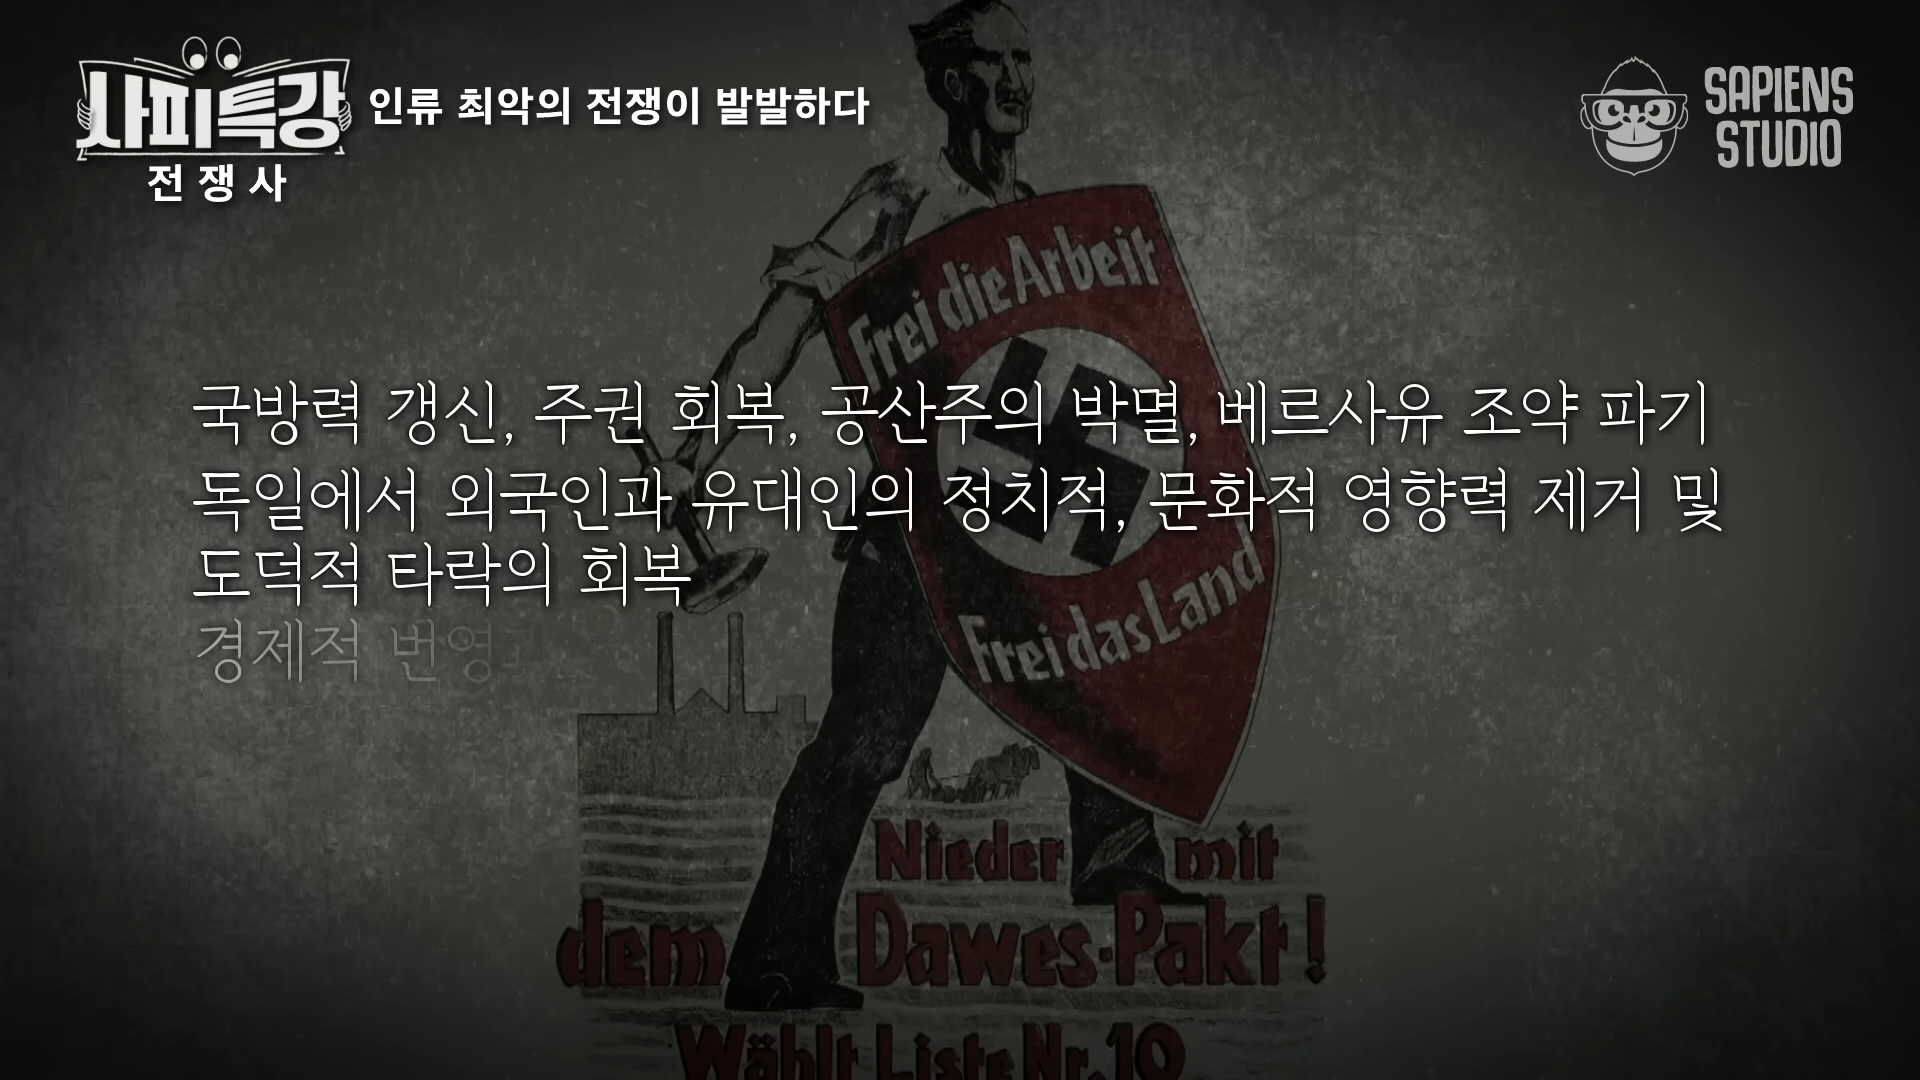 사피특강
전쟁사
인류 최악의 전쟁이 발발하다
SAPIENS
STUDIO
Frei die Arbeit
국방력 갱신, 주권 회복, 공산주의 박멸, 베르사유 조약 파기
독일에서 외국인과 유대인의 정치적, 문화적 영향력 제거 및
도덕적 타락의 회복
경제적 번영과
Frei das Land
Nieder mit
dem Dawes-Pakt!
Wählt Liste Nr. 10